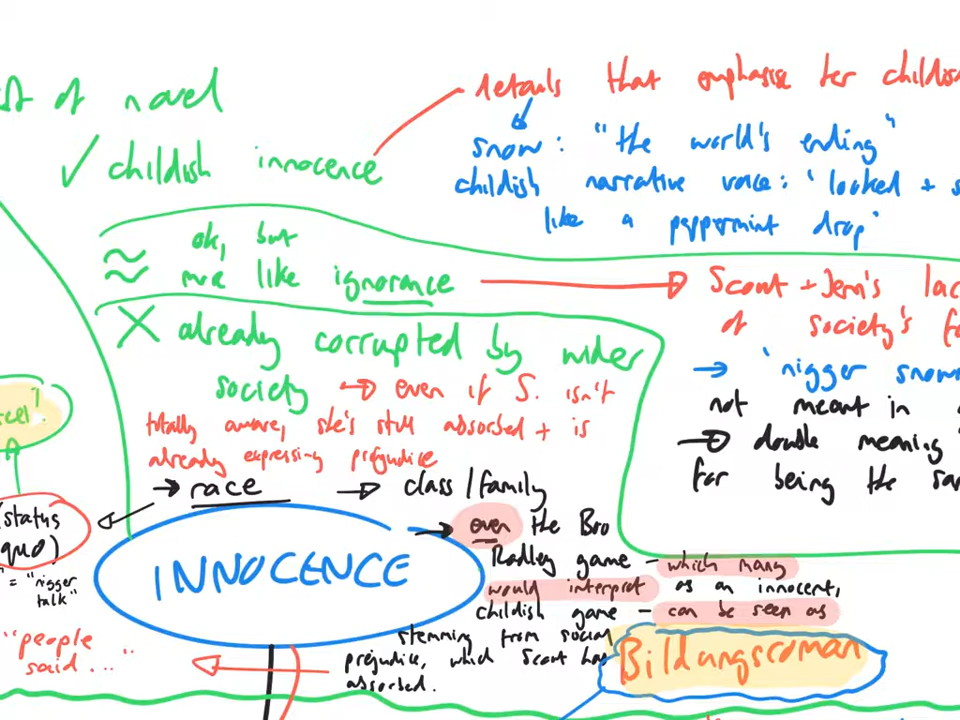 of novel
✓ childish innocence
details that emphasise her childis
snow: "the world's ending"
childish narrative voice: "looked +
like a peppermint drop"
≈ ok, but
≈ more like ignorance → Scout + Jem's lac
of society's
X already corrupted by wider
society → even if S. isn't
totally aware, she's still absorbed + is
already expressing prejudice
→ "nigger snow
not meant in
→ double meaning
for being the
→ race → class/family
(status
quo)
= "nigger
talk"
"people
said..."
INNOCENCE
→ even the
Radley game - which many
would interpret as an innocent,
childish game - can be seen as
stemming from social
prejudice, which Scout has
absorbed.
Bildungsroman